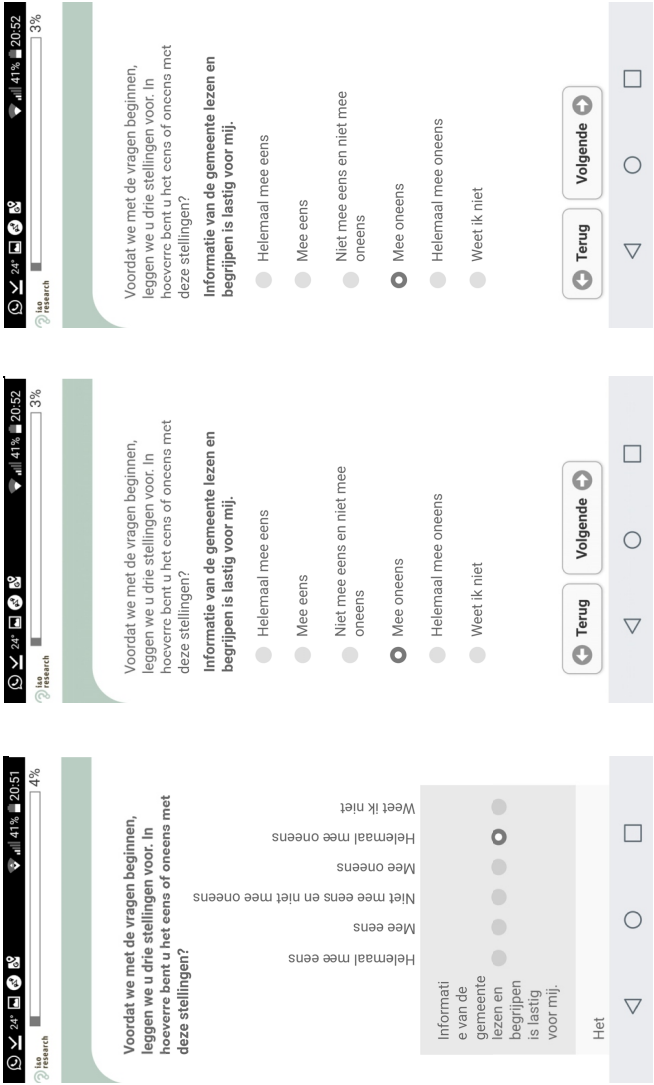 24° 41% 20:51
i&o
research
4%
Voordat we met de vragen beginnen,
leggen we u drie stellingen voor. In
hoeverre bent u het eens of oneens met
deze stellingen?
Helemaal mee eens
Mee eens
Niet mee eens en niet mee oneens
Mee oneens
Helemaal mee oneens
Weet ik niet
Informati
e van de
gemeente
lezen en
begrijpen
is lastig
voor mij.
Het
24° 41% 20:52
i&o
research
3%
Voordat we met de vragen beginnen,
leggen we u drie stellingen voor. In
hoeverre bent u het eens of oneens met
deze stellingen?
Informatie van de gemeente lezen en
begrijpen is lastig voor mij.
Helemaal mee eens
Mee eens
Niet mee eens en niet mee
oneens
Mee oneens
Helemaal mee oneens
Weet ik niet
Terug
Volgende
24° 41% 20:52
i&o
research
3%
Voordat we met de vragen beginnen,
leggen we u drie stellingen voor. In
hoeverre bent u het eens of oneens met
deze stellingen?
Informatie van de gemeente lezen en
begrijpen is lastig voor mij.
Helemaal mee eens
Mee eens
Niet mee eens en niet mee
oneens
Mee oneens
Helemaal mee oneens
Weet ik niet
Terug
Volgende